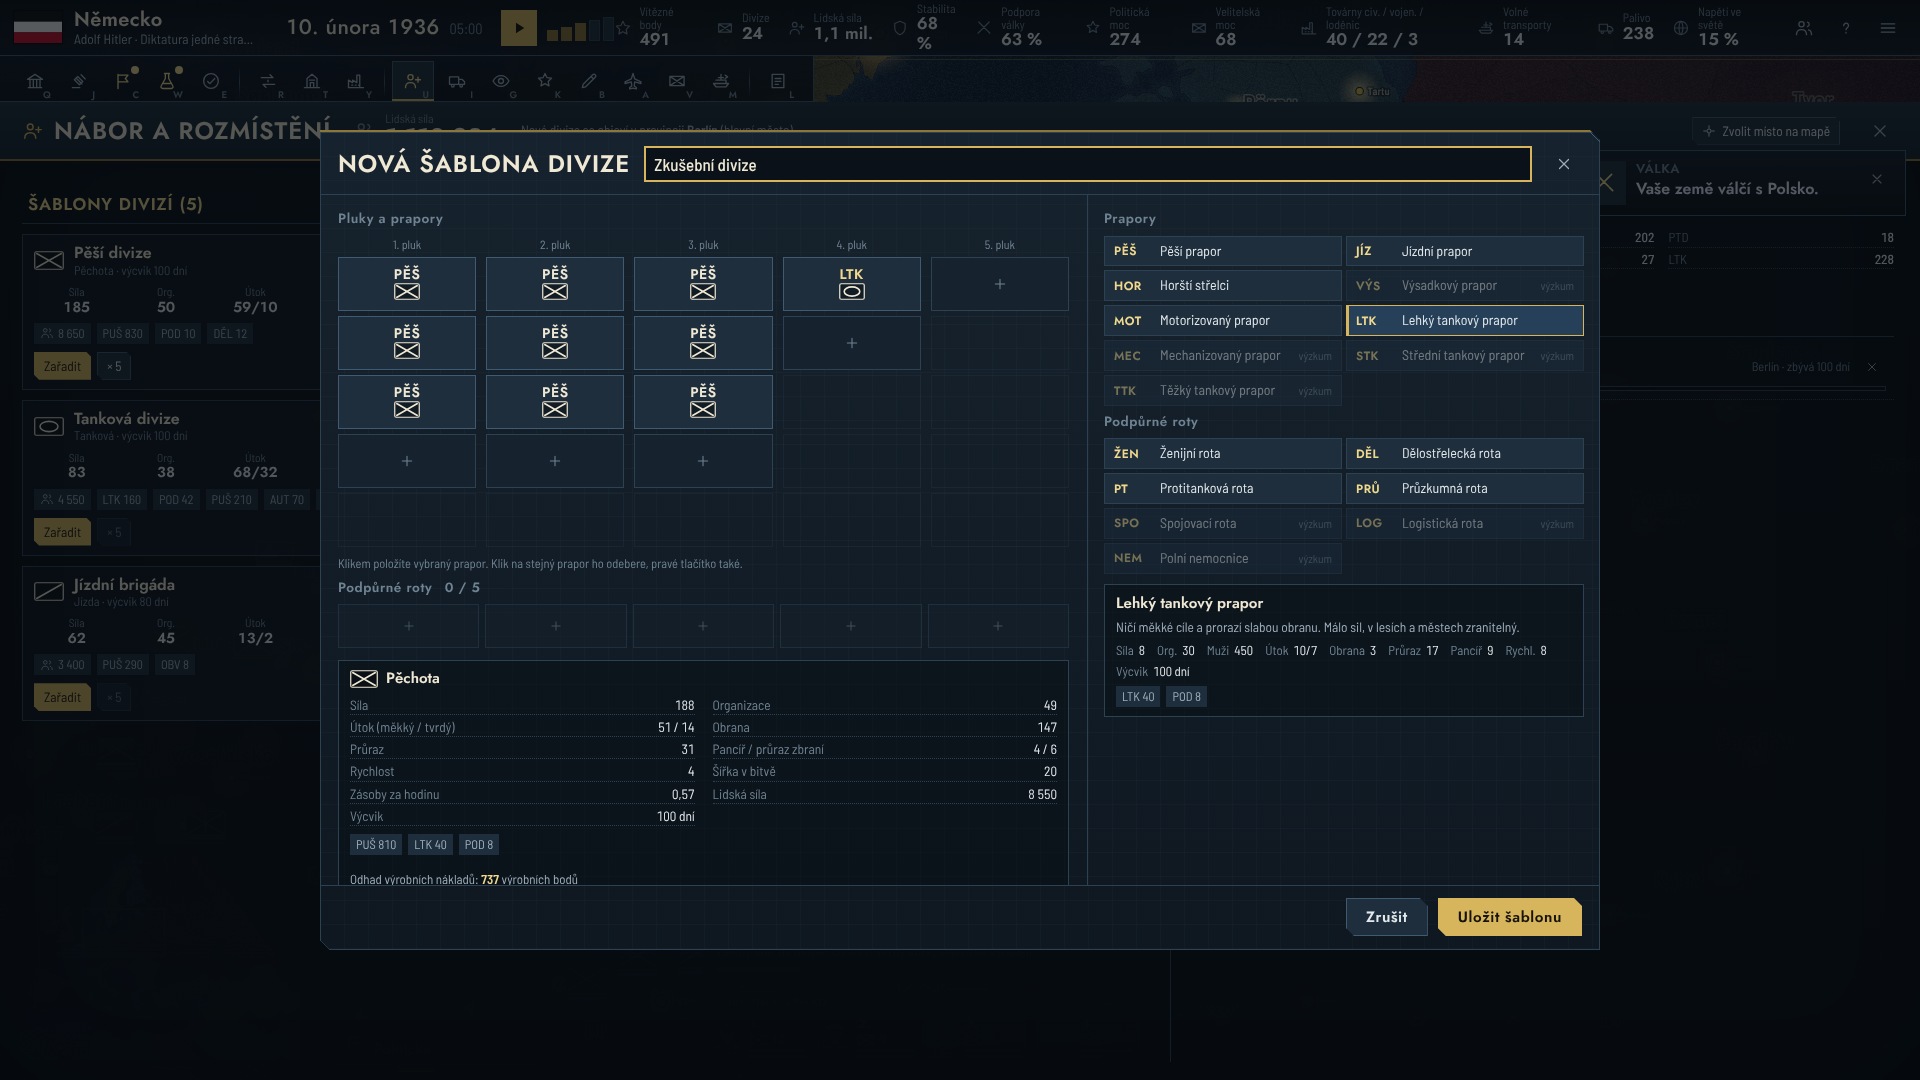 Německo
Adolf Hitler · Diktatura jedné stra...
10. února 1936 05:00
Vítězné body 491
Divize 24
Lidská síla 1,1 mil.
Stabilita 68 %
Podpora války 63 %
Politická moc 274
Velitelská moc 68
Továrny civ. / vojen. / loděnic 40 / 22 / 3
Volné transporty 14
Palivo 238
Napětí ve světě 15 %
?
Q J C W E R T Y U I G K B A V M L
Tartu
NÁBOR A ROZMÍSTĚNÍ
Lidská síla
Zvolit místo na mapě
VÁLKA
Vaše země válčí s Polsko.
202 PTD 18
27 LTK 228
Berlín · zbývá 100 dní
ŠABLONY DIVIZÍ (5)
Pěší divize
Pěchota · výcvik 100 dní
Síla Org. Útok
185 50 59/10
8 650 PUŠ 830 POD 10 DĚL 12
Zařadit × 5
Tanková divize
Tanková · výcvik 100 dní
Síla Org. Útok
83 38 68/32
4 550 LTK 160 POD 42 PUŠ 210 AUT 70
Zařadit × 5
Jízdní brigáda
Jízda · výcvik 80 dní
Síla Org. Útok
62 45 13/2
3 400 PUŠ 290 OBV 8
Zařadit × 5
NOVÁ ŠABLONA DIVIZE
Zkušební divize
Pluky a prapory
1. pluk 2. pluk 3. pluk 4. pluk 5. pluk
PĚŠ PĚŠ PĚŠ LTK +
PĚŠ PĚŠ PĚŠ +
PĚŠ PĚŠ PĚŠ
+ + +
Klikem položíte vybraný prapor. Klik na stejný prapor ho odebere, pravé tlačítko také.
Podpůrné roty 0 / 5
+ + + + +
Pěchota
Síla 188
Organizace 49
Útok (měkký / tvrdý) 51 / 14
Obrana 147
Průraz 31
Pancíř / průraz zbraní 4 / 6
Rychlost 4
Šířka v bitvě 20
Zásoby za hodinu 0,57
Lidská síla 8 550
Výcvik 100 dní
PUŠ 810 LTK 40 POD 8
Odhad výrobních nákladů: 737 výrobních bodů
Prapory
PĚŠ Pěší prapor
JÍZ Jízdní prapor
HOR Horští střelci
VÝS Výsadkový prapor výzkum
MOT Motorizovaný prapor
LTK Lehký tankový prapor
MEC Mechanizovaný prapor výzkum
STK Střední tankový prapor výzkum
TTK Těžký tankový prapor výzkum
Podpůrné roty
ŽEN Ženijní rota
DĚL Dělostřelecká rota
PT Protitanková rota
PRŮ Průzkumná rota
SPO Spojovací rota výzkum
LOG Logistická rota výzkum
NEM Polní nemocnice výzkum
Lehký tankový prapor
Ničí měkké cíle a prorazí slabou obranu. Málo sil, v lesích a městech zranitelný.
Síla 8 Org. 30 Muži 450 Útok 10/7 Obrana 3 Průraz 17 Pancíř 9 Rychl. 8
Výcvik 100 dní
LTK 40 POD 8
Zrušit
Uložit šablonu